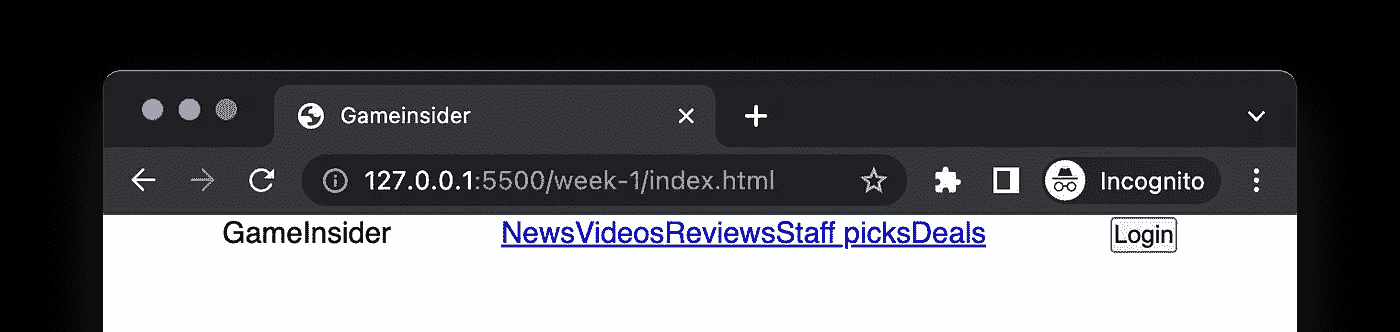 Gameinsider
127.0.0.1:5500/week-1/index.html Incognito
GameInsider NewsVideosReviewsStaff picksDeals Login